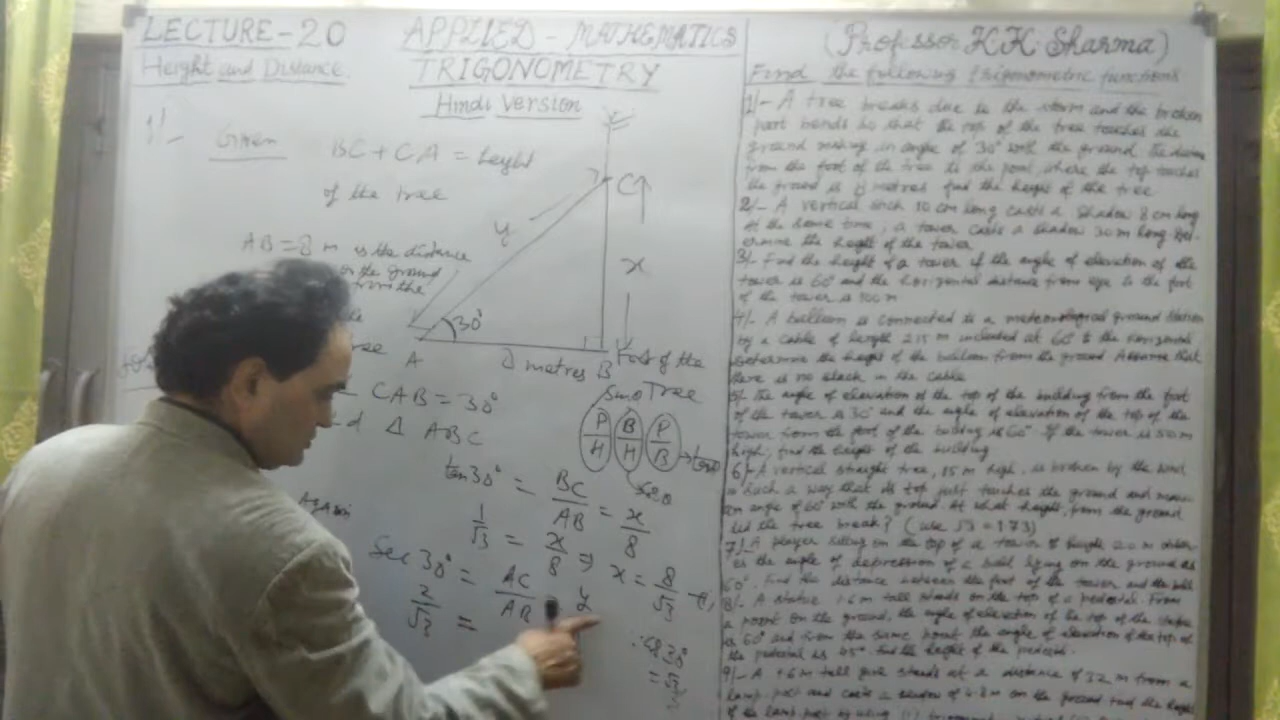 LECTURE-20
APPLIED - MATHEMATICS
(Professor K.K. Sharma)
Height and Distance
TRIGONOMETRY
Hindi Version
1/-
Given
BC + CA = height
of the tree
AB = 8 m is the distance
on the ground
from the
y
C
x
30°
A
8 metres
B
Foot of the
Tree
CAB = 30°
Δ ABC
P/H
B/H
P/B
tan 30° = BC/AB = x/8
1/√3 = x/8 ⇒ x = 8/√3
Again
Sec 30° = AC/AB
2/√3 =
y
Find the following trigonometric functions
1/- A tree breaks due to the storm and the broken
part bends so that the top of the tree touches the
ground making an angle of 30° with the ground. The distance
from the foot of the tree to the point where the top touches
the ground is 8 metres find the height of the tree
2/- A vertical stick 10 cm long casts a shadow 8 cm long
At the same time, a tower casts a shadow 30 m long. Det-
ermine the height of the tower
3/- Find the height of a tower if the angle of elevation of the
tower is 60° and the horizontal distance from eye to the foot
of the tower is 100 m
4/- A balloon is connected to a meteorological ground station
by a cable of length 215 m inclined at 60° to the horizontal
determine the height of the balloon from the ground. Assume that
there is no slack in the cable
5/- The angle of elevation of the top of the building from the foot
of the tower is 30° and the angle of elevation of the top of the
tower from the foot of the building is 60°. If the tower is 50 m
high, find the height of the building
6/- A vertical straight tree, 15 m high, is broken by the wind
in such a way that its top just touches the ground and makes
an angle of 60° with the ground. At what height from the ground
did the tree break? (use √3 = 1.73)
7/- A player sitting on the top of a tower of height 20 m observ-
es the angle of depression of a ball lying on the ground as
60°. Find the distance between the foot of the tower and the ball
8/- A statue 1.6 m tall stands on the top of a pedestal. From
a point on the ground, the angle of elevation of the top of the statue
is 60° and from the same point the angle of elevation of the top of
the pedestal is 45° find the height of the pedestal
9/- A 1.6 m tall girl stands at a distance of 3.2 m from a
lamp post and casts a shadow of 4.8 m on the ground find the height
of the lamp post by using